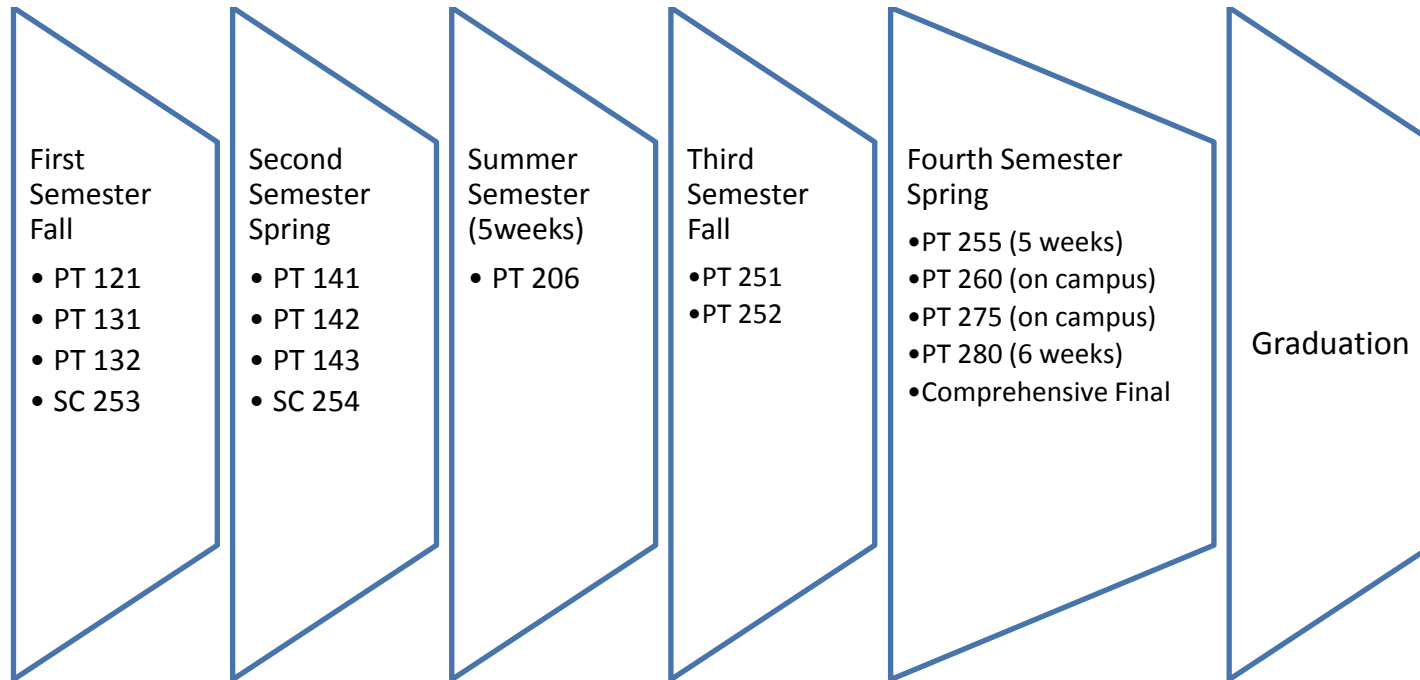 First
Semester
Fall
• PT 121
• PT 131
• PT 132
• SC 253
Second
Semester
Spring
• PT 141
• PT 142
• PT 143
• SC 254
Summer
Semester
(5weeks)
• PT 206
Third
Semester
Fall
•PT 251
•PT 252
Fourth Semester
Spring
•PT 255 (5 weeks)
•PT 260 (on campus)
•PT 275 (on campus)
•PT 280 (6 weeks)
•Comprehensive Final
Graduation